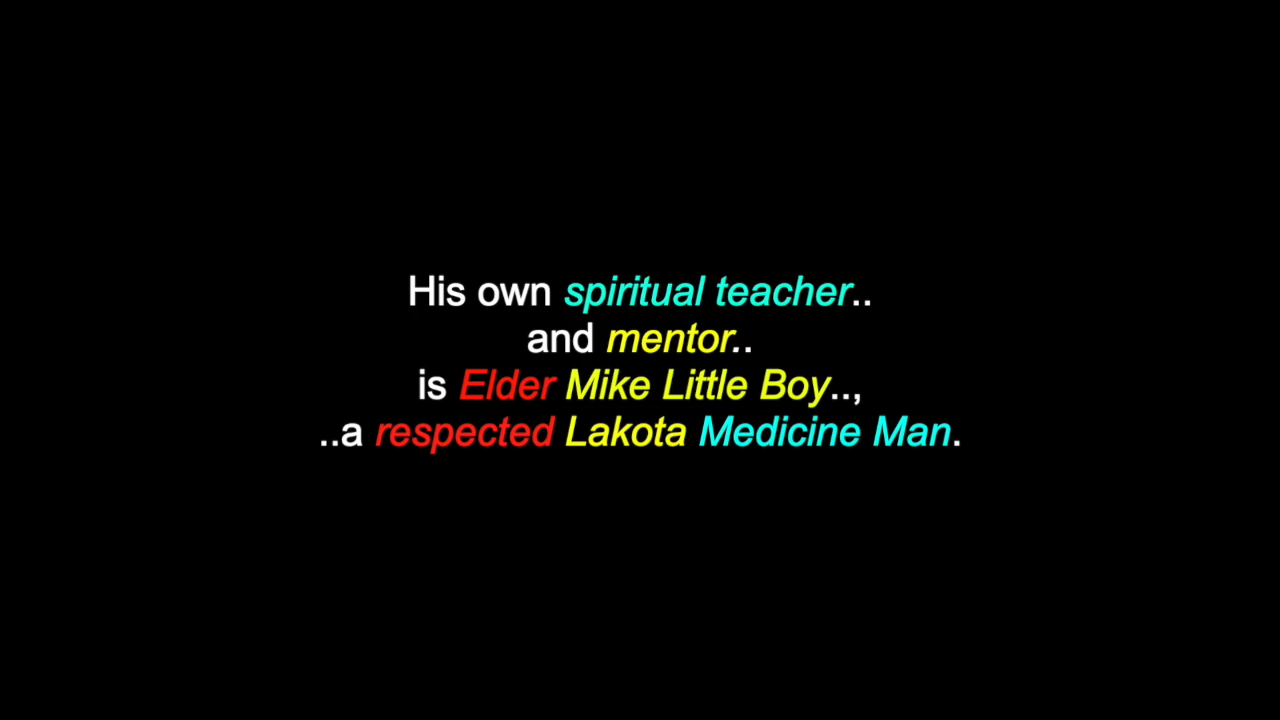 His own spiritual teacher..
and mentor..
is Elder Mike Little Boy..,
..a respected Lakota Medicine Man.